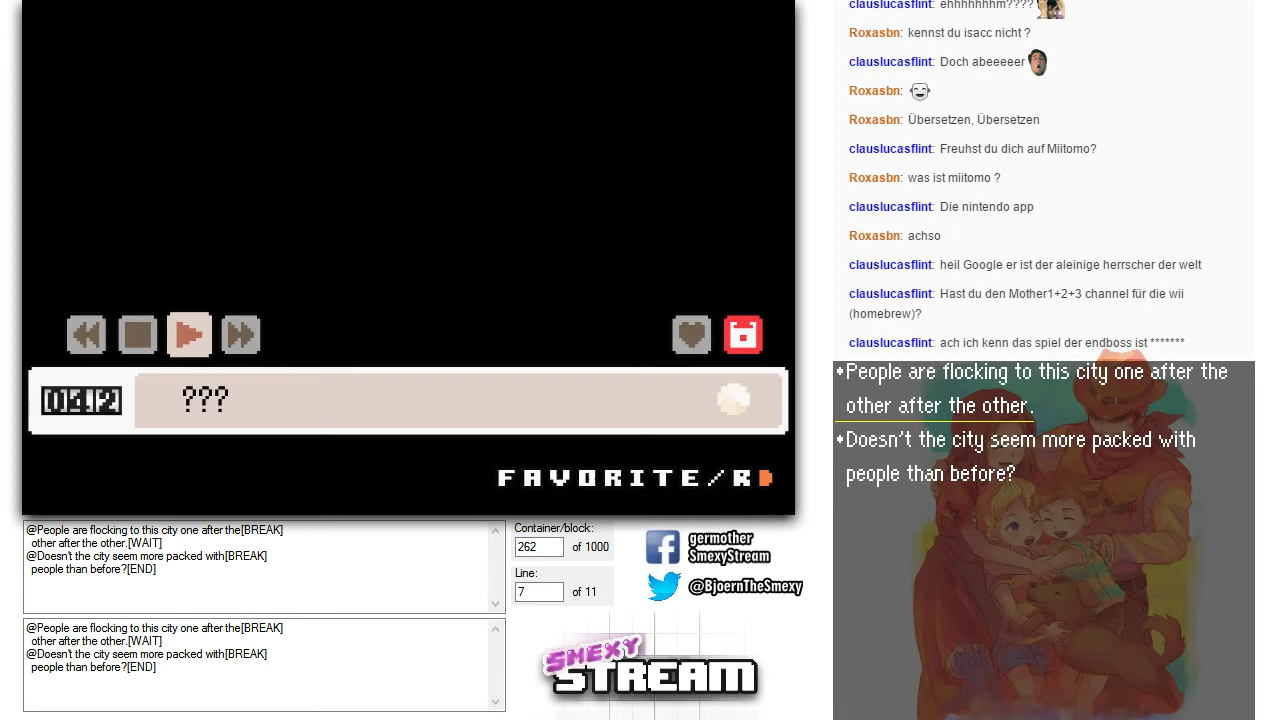 clauslucasflint: ehhhhhhhm????
Roxasbn: kennst du isacc nicht ?
clauslucasflint: Doch abeeeeer
Roxasbn:
Roxasbn: Übersetzen, Übersetzen
clauslucasflint: Freuhst du dich auf Miitomo?
Roxasbn: was ist miitomo ?
clauslucasflint: Die nintendo app
Roxasbn: achso
clauslucasflint: heil Google er ist der aleinige herrscher der welt
clauslucasflint: Hast du den Mother1+2+3 channel für die wii
(homebrew)?
clauslucasflint: ach ich kenn das spiel der endboss ist *******
042 ???
FAVORITE/R
•People are flocking to this city one after the
other after the other.
•Doesn't the city seem more packed with
people than before?
@People are flocking to this city one after the[BREAK]
other after the other.[WAIT]
@Doesn't the city seem more packed with[BREAK]
people than before?[END]
@People are flocking to this city one after the[BREAK]
other after the other.[WAIT]
@Doesn't the city seem more packed with[BREAK]
people than before?[END]
Container/block:
262 of 1000
Line:
7 of 11
germother
SmexyStream
@BjoernTheSmexy
SMEXY
STREAM